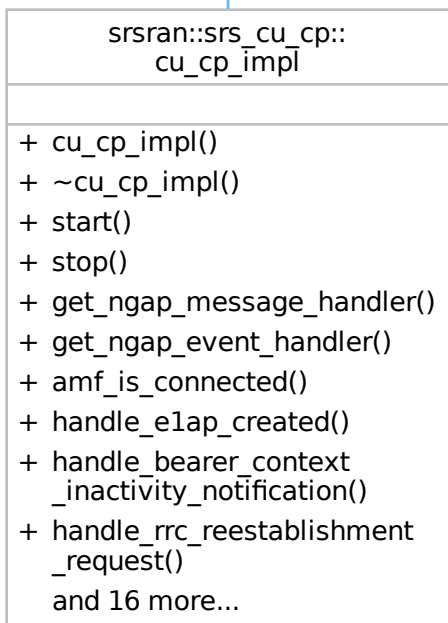 srsran::srs_cu_cp::
cu_cp_impl
+ cu_cp_impl()
+ ~cu_cp_impl()
+ start()
+ stop()
+ get_ngap_message_handler()
+ get_ngap_event_handler()
+ amf_is_connected()
+ handle_e1ap_created()
+ handle_bearer_context
_inactivity_notification()
+ handle_rrc_reestablishment
_request()
and 16 more...